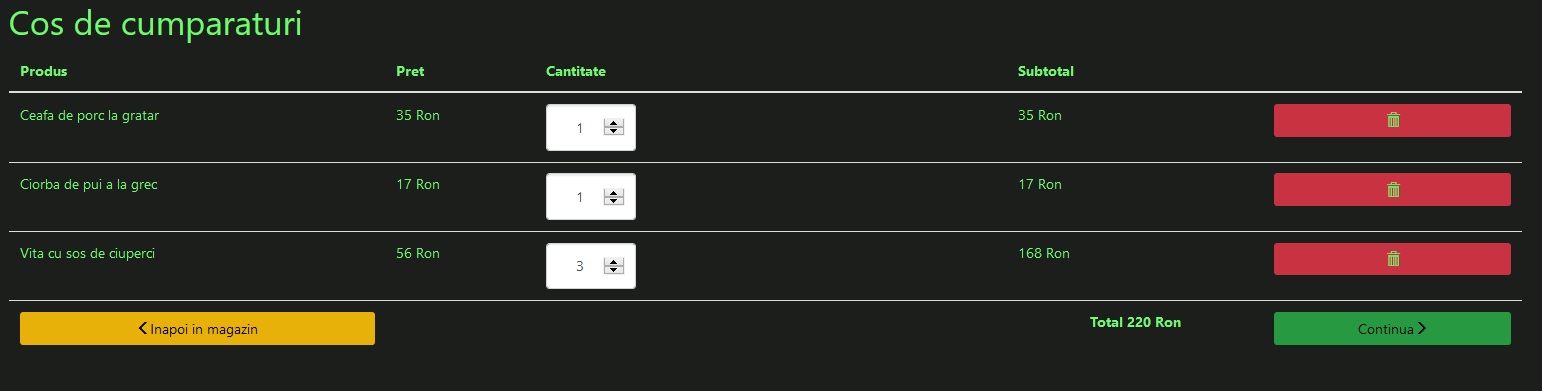 Cos de cumparaturi
Produs Pret Cantitate Subtotal
Ceafa de porc la gratar 35 Ron 1 35 Ron
Ciorba de pui a la grec 17 Ron 1 17 Ron
Vita cu sos de ciuperci 56 Ron 3 168 Ron
Inapoi in magazin Total 220 Ron Continua